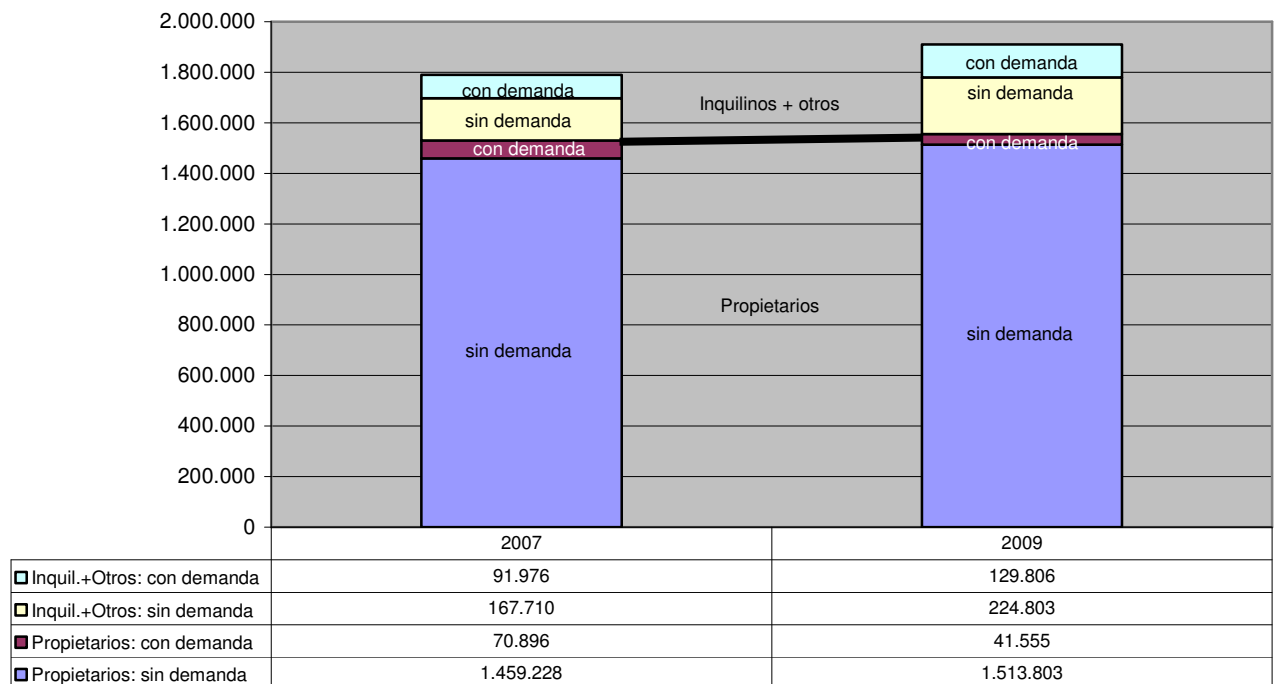 2.000.000
1.800.000
1.600.000
1.400.000
1.200.000
1.000.000
800.000
600.000
400.000
200.000
0
con demanda
sin demanda
con demanda
sin demanda
Inquilinos + otros
Propietarios
con demanda
sin demanda
con demanda
sin demanda
2007 2009
Inquil.+Otros: con demanda 91.976 129.806
Inquil.+Otros: sin demanda 167.710 224.803
Propietarios: con demanda 70.896 41.555
Propietarios: sin demanda 1.459.228 1.513.803